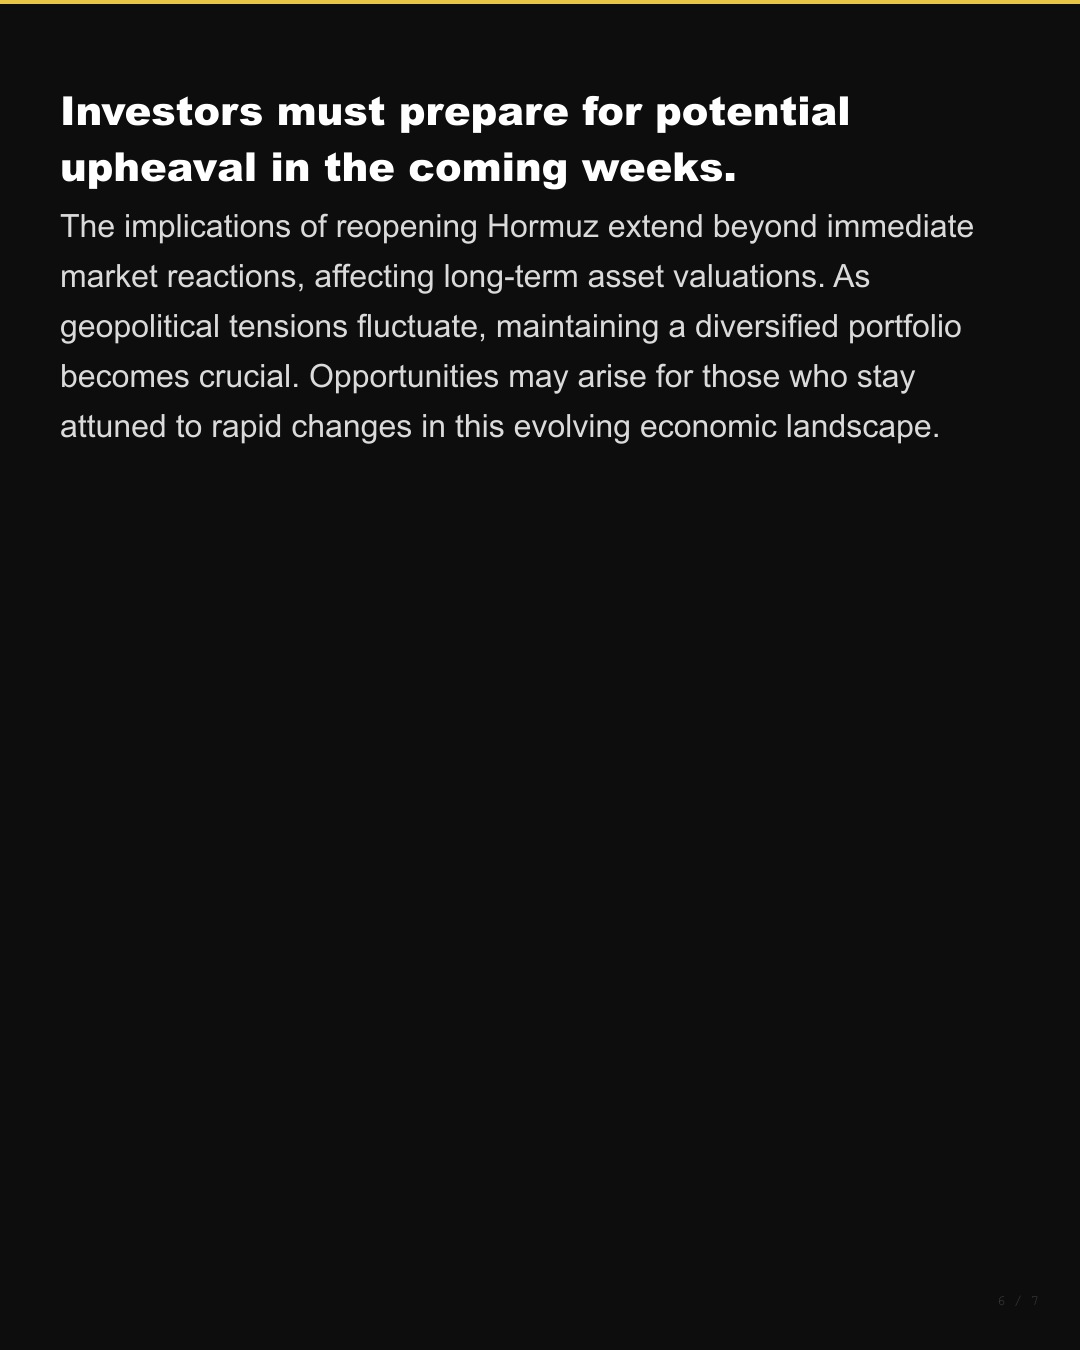 Investors must prepare for potential
upheaval in the coming weeks.
The implications of reopening Hormuz extend beyond immediate
market reactions, affecting long-term asset valuations. As
geopolitical tensions fluctuate, maintaining a diversified portfolio
becomes crucial. Opportunities may arise for those who stay
attuned to rapid changes in this evolving economic landscape.
6 / 7